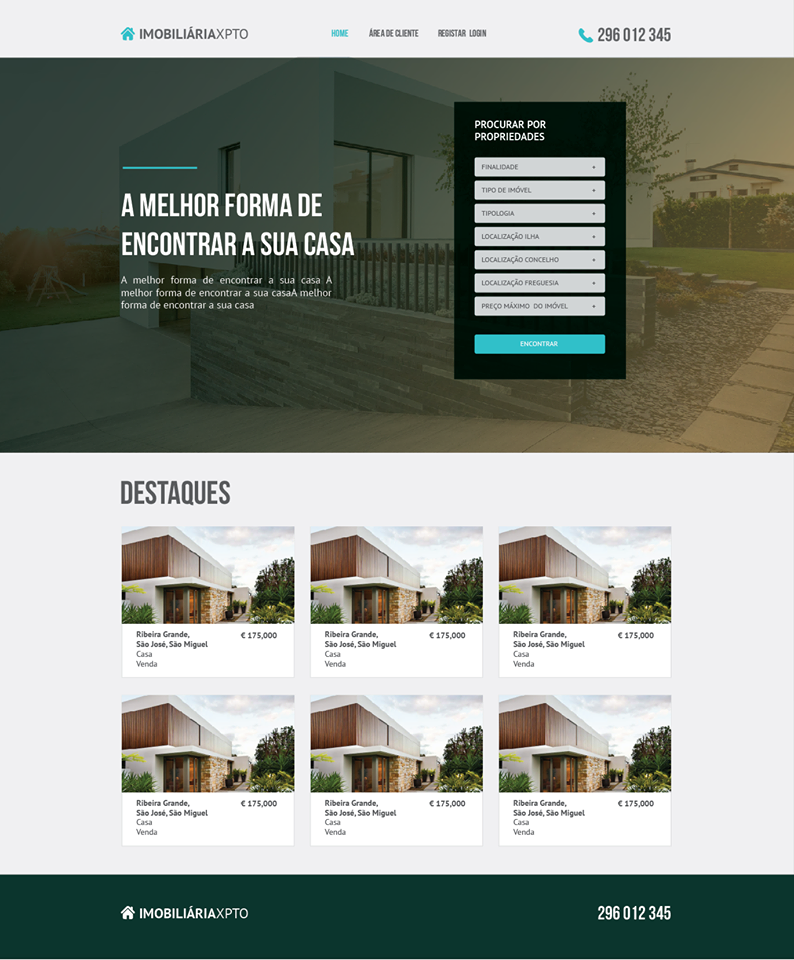 IMOBILIÁRIAXPTO
HOME ÁREA DE CLIENTE REGISTAR LOGIN
296 012 345
A MELHOR FORMA DE
ENCONTRAR A SUA CASA
A melhor forma de encontrar a sua casa A
melhor forma de encontrar a sua casaA melhor
forma de encontrar a sua casa
PROCURAR POR
PROPRIEDADES
FINALIDADE +
TIPO DE IMÓVEL +
TIPOLOGIA +
LOCALIZAÇÃO ILHA +
LOCALIZAÇÃO CONCELHO +
LOCALIZAÇÃO FREGUESIA +
PREÇO MÁXIMO DO IMÓVEL +
ENCONTRAR
DESTAQUES
Ribeira Grande, € 175,000
São José, São Miguel
Casa
Venda
Ribeira Grande, € 175,000
São José, São Miguel
Casa
Venda
Ribeira Grande, € 175,000
São José, São Miguel
Casa
Venda
Ribeira Grande, € 175,000
São José, São Miguel
Casa
Venda
Ribeira Grande, € 175,000
São José, São Miguel
Casa
Venda
Ribeira Grande, € 175,000
São José, São Miguel
Casa
Venda
IMOBILIÁRIAXPTO
296 012 345